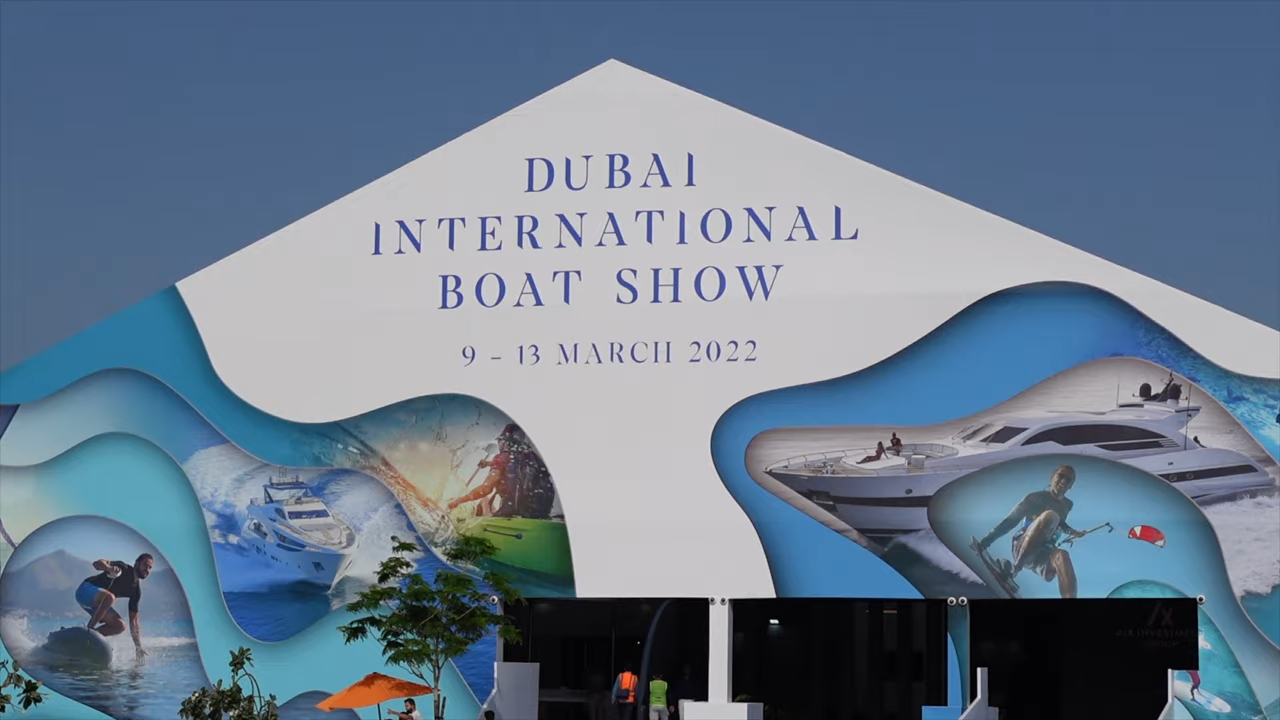 DUBAI
INTERNATIONAL
BOAT SHOW
9 – 13 MARCH 2022